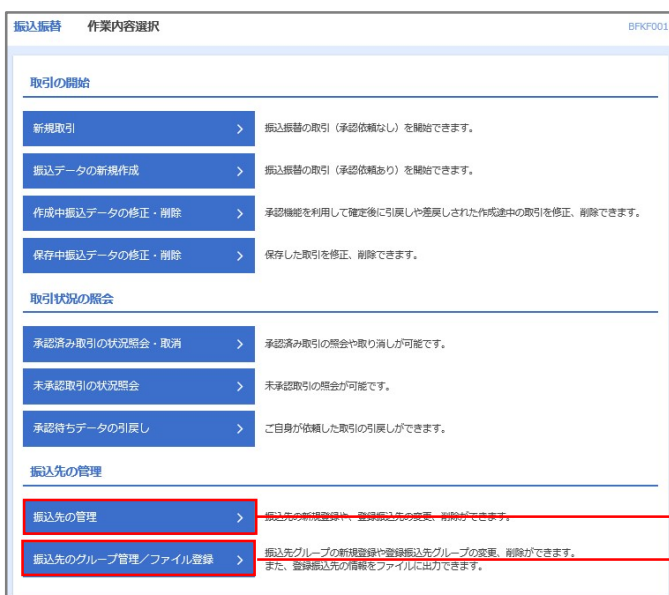 振込振替 作業内容選択 BFKF001
取引の開始
新規取引 振込振替の取引（承認依頼なし）を開始できます。
振込データの新規作成 振込振替の取引（承認依頼あり）を開始できます。
作成中振込データの修正・削除 承認機能を利用して確定後に引戻しや差戻しされた作成途中の取引を修正、削除できます。
保存中振込データの修正・削除 保存した取引を修正、削除できます。
取引状況の照会
承認済み取引の状況照会・取消 承認済み取引の照会や取り消しが可能です。
未承認取引の状況照会 未承認取引の照会が可能です。
承認待ちデータの引戻し ご自身が依頼した取引の引戻しができます。
振込先の管理
振込先の管理 振込先の新規登録や、登録振込先の変更、削除ができます。
振込先のグループ管理／ファイル登録 振込先グループの新規登録や登録振込先グループの変更、削除ができます。
また、登録振込先の情報をファイルに出力できます。